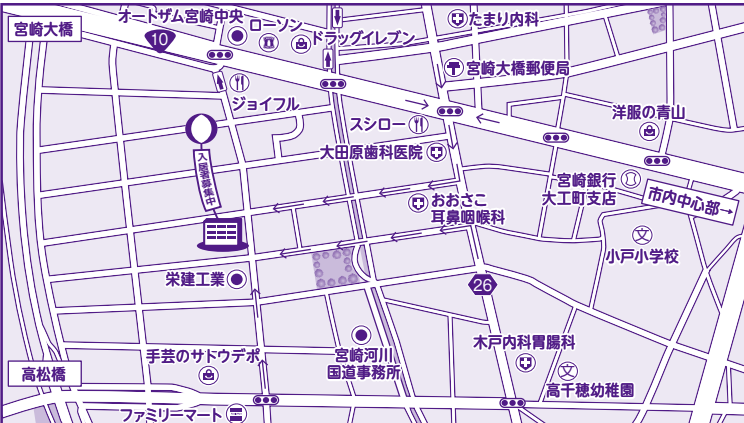 宮崎大橋
オートザム宮崎中央
10
ローソン
ドラッグイレブン
たまり内科
宮崎大橋郵便局
ジョイフル
スシロー
洋服の青山
大田原歯科医院
入居者募集中
宮崎銀行
大工町支店
市内中心部→
おおさこ
耳鼻咽喉科
文
小戸小学校
栄建工業
26
手芸のサトウデポ
宮崎河川
国道事務所
木戸内科胃腸科
高松橋
文
高千穂幼稚園
ファミリーマート